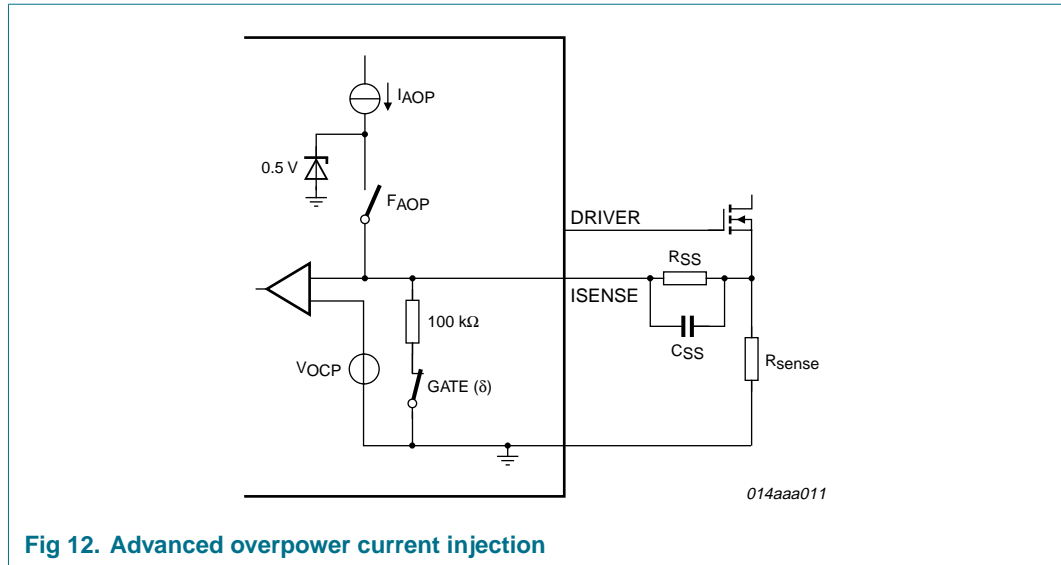 IAOP
0.5 V
FAOP
DRIVER
RSS
ISENSE
100 kΩ
CSS
Rsense
VOCP
GATE (δ)
014aaa011
Fig 12. Advanced overpower current injection